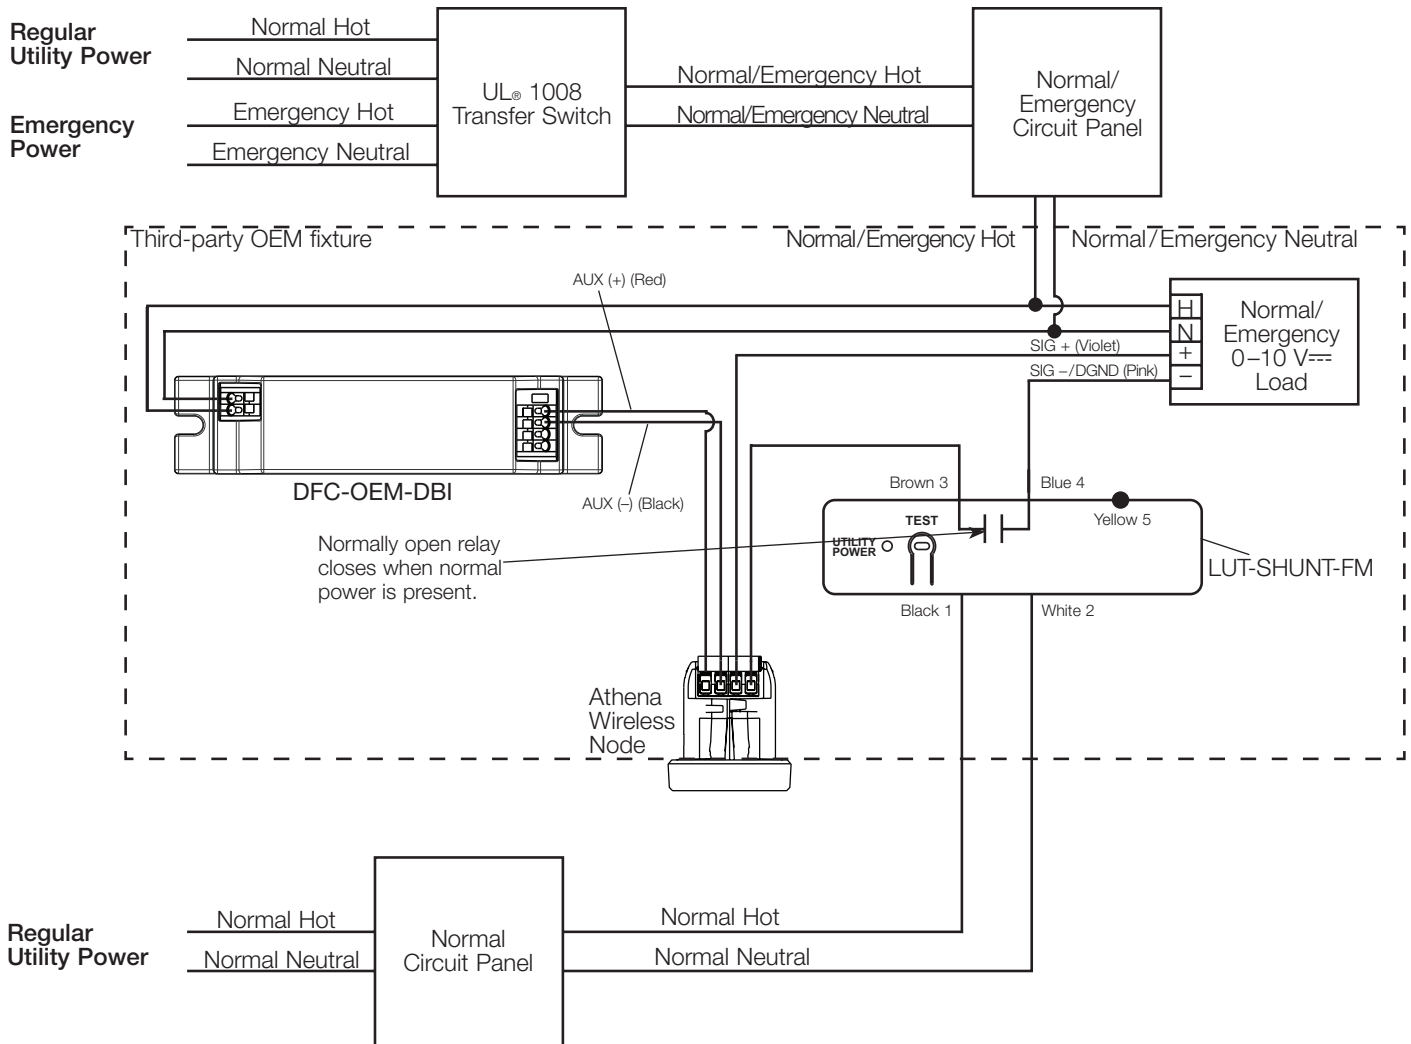 Regular
Utility Power
Normal Hot
Normal Neutral
Emergency
Power
Emergency Hot
Emergency Neutral
UL® 1008
Transfer Switch
Normal/Emergency Hot
Normal/Emergency Neutral
Normal/
Emergency
Circuit Panel
Third-party OEM fixture
Normal/Emergency Hot
Normal/Emergency Neutral
AUX (+) (Red)
H
N
+
–
Normal/
Emergency
0–10 V⎓
Load
SIG + (Violet)
SIG –/DGND (Pink)
DFC-OEM-DBI
AUX (–) (Black)
Brown 3
Blue 4
Yellow 5
TEST
UTILITY
POWER
LUT-SHUNT-FM
Normally open relay
closes when normal
power is present.
Black 1
White 2
Athena
Wireless
Node
Regular
Utility Power
Normal Hot
Normal Neutral
Normal
Circuit Panel
Normal Hot
Normal Neutral